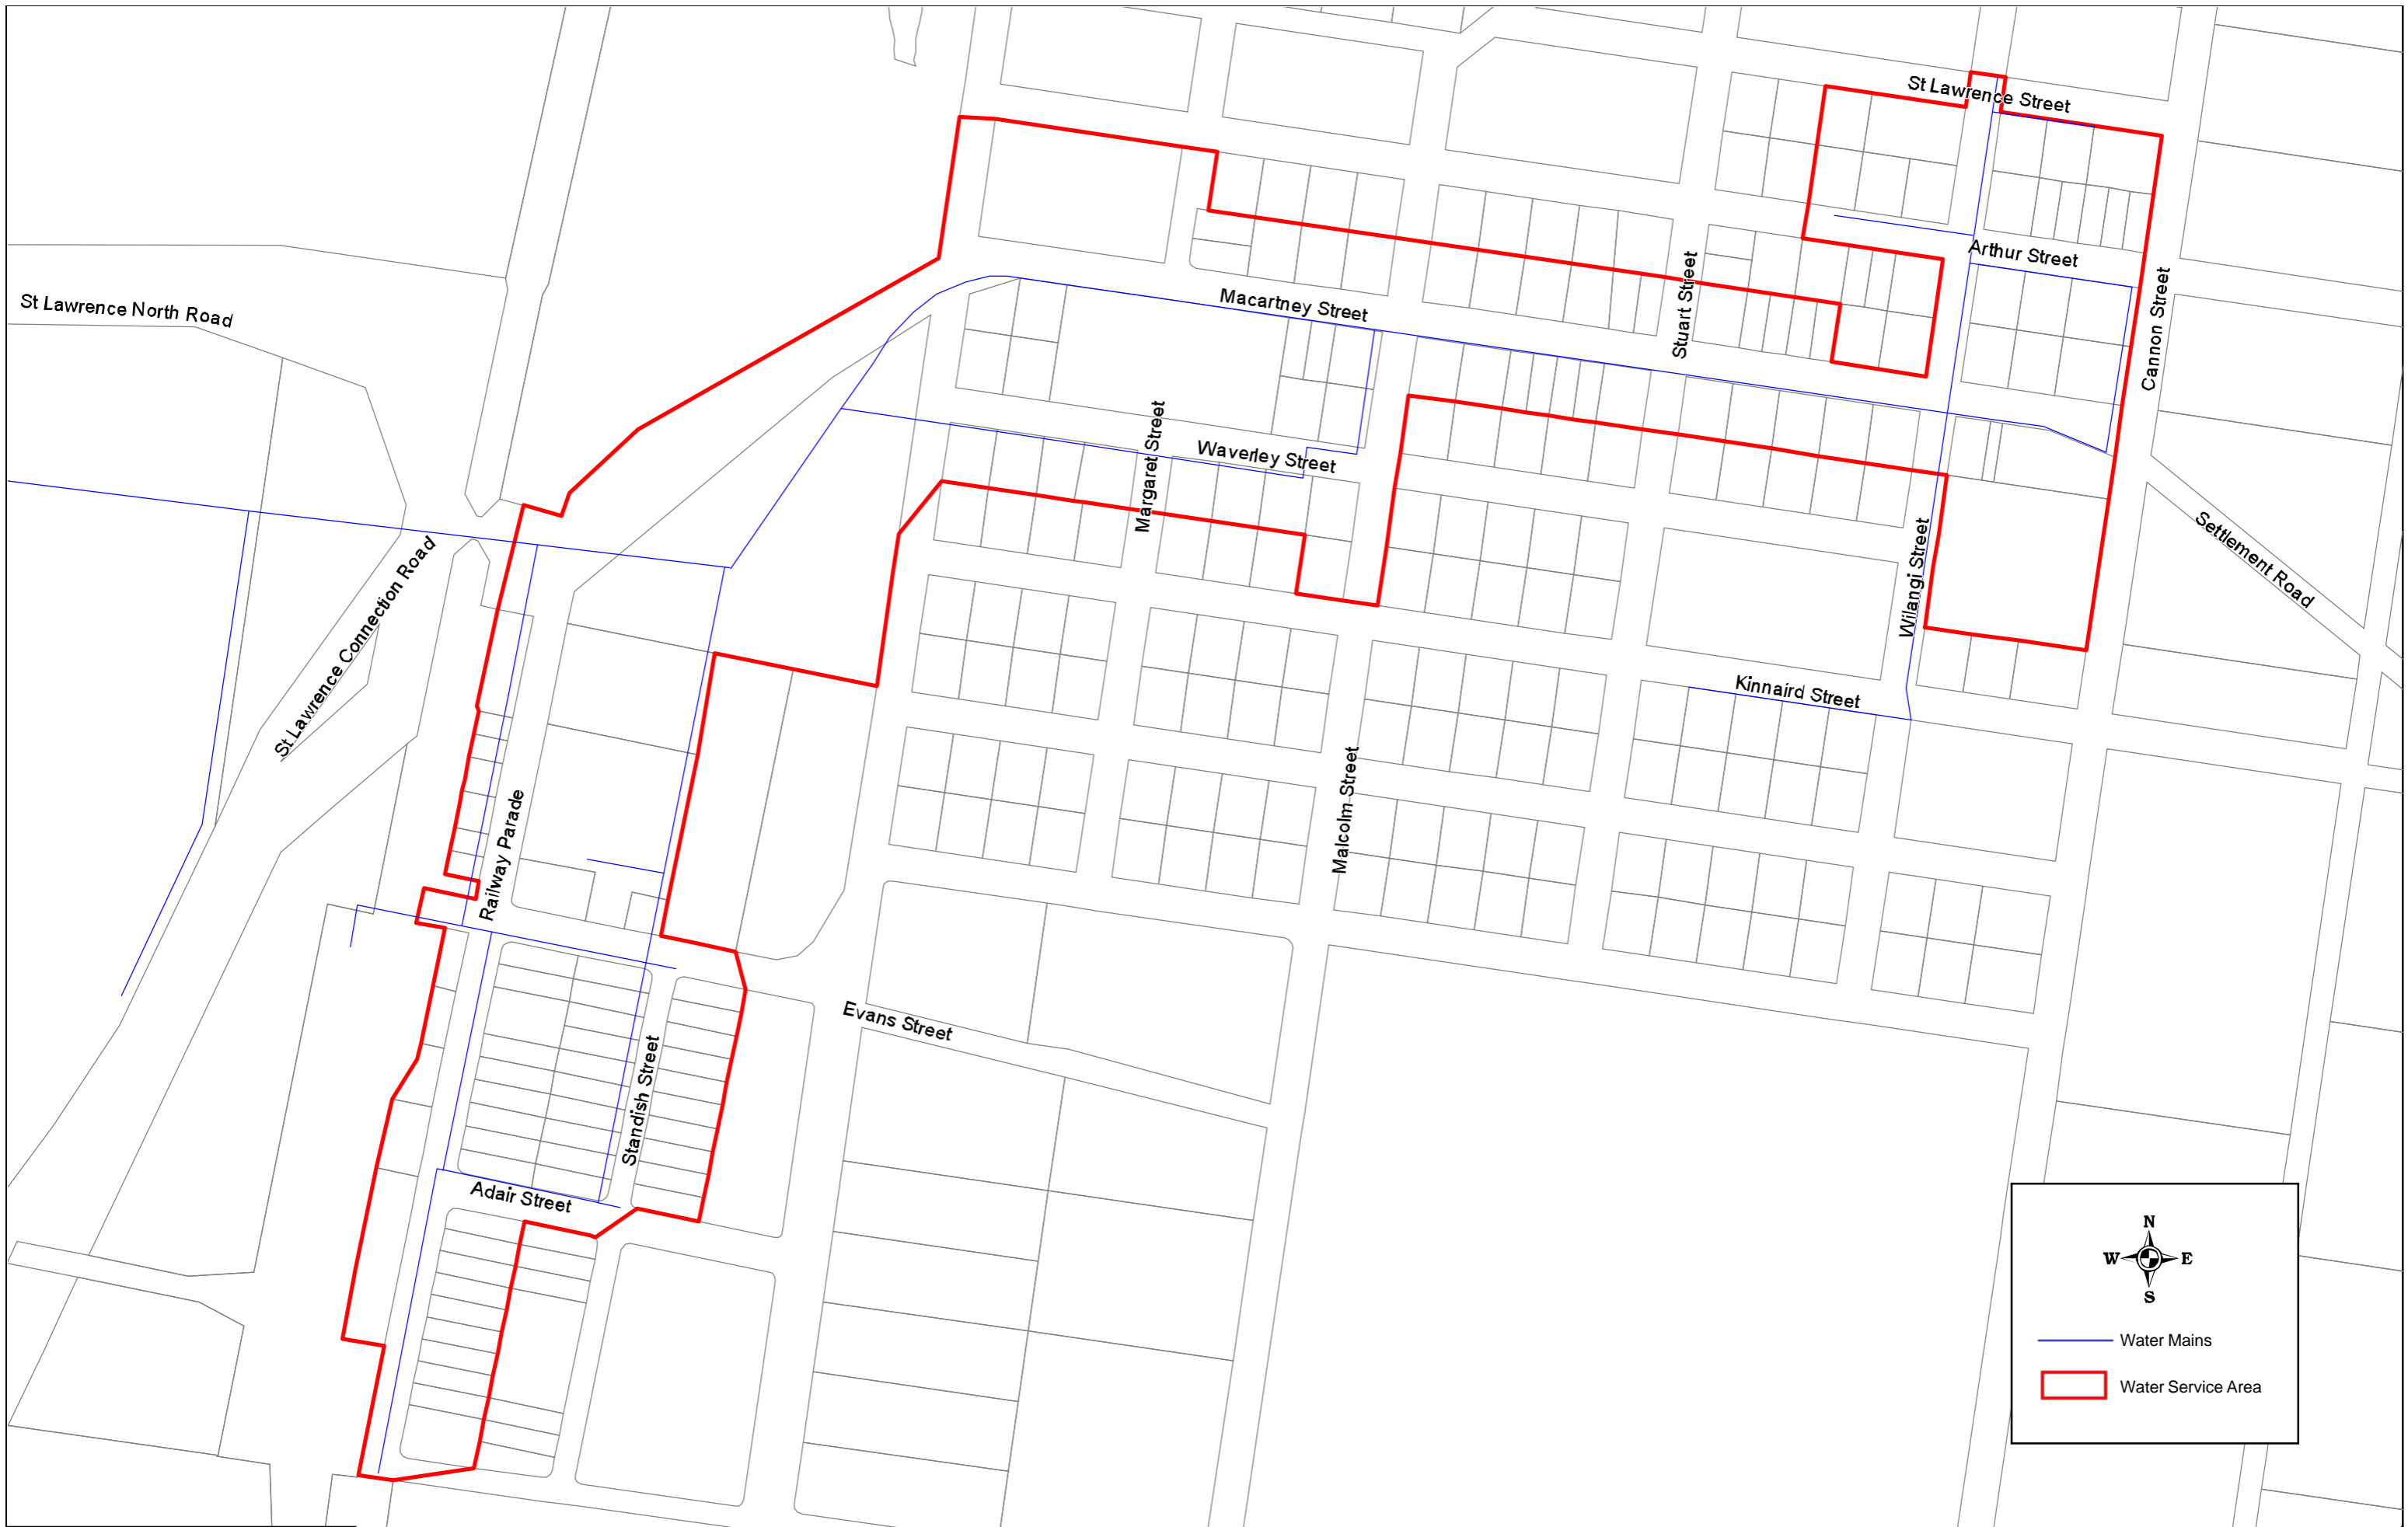 St Lawrence Street
Arthur Street
St Lawrence North Road
Macartney Street
Stuart Street
Cannon Street
Waverley Street
Margaret Street
Settlement Road
St Lawrence Connection Road
Wilangi Street
Kinnaird Street
Malcolm Street
Railway Parade
Evans Street
Standish Street
Adair Street
N
W E
S
Water Mains
Water Service Area